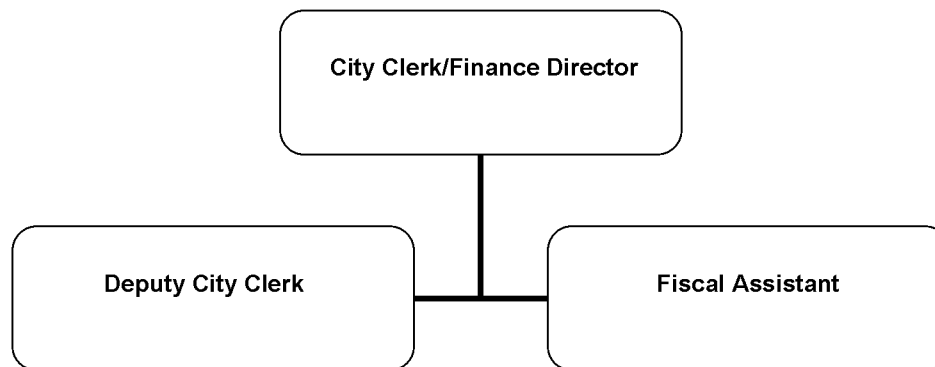 City Clerk/Finance Director
Deputy City Clerk
Fiscal Assistant